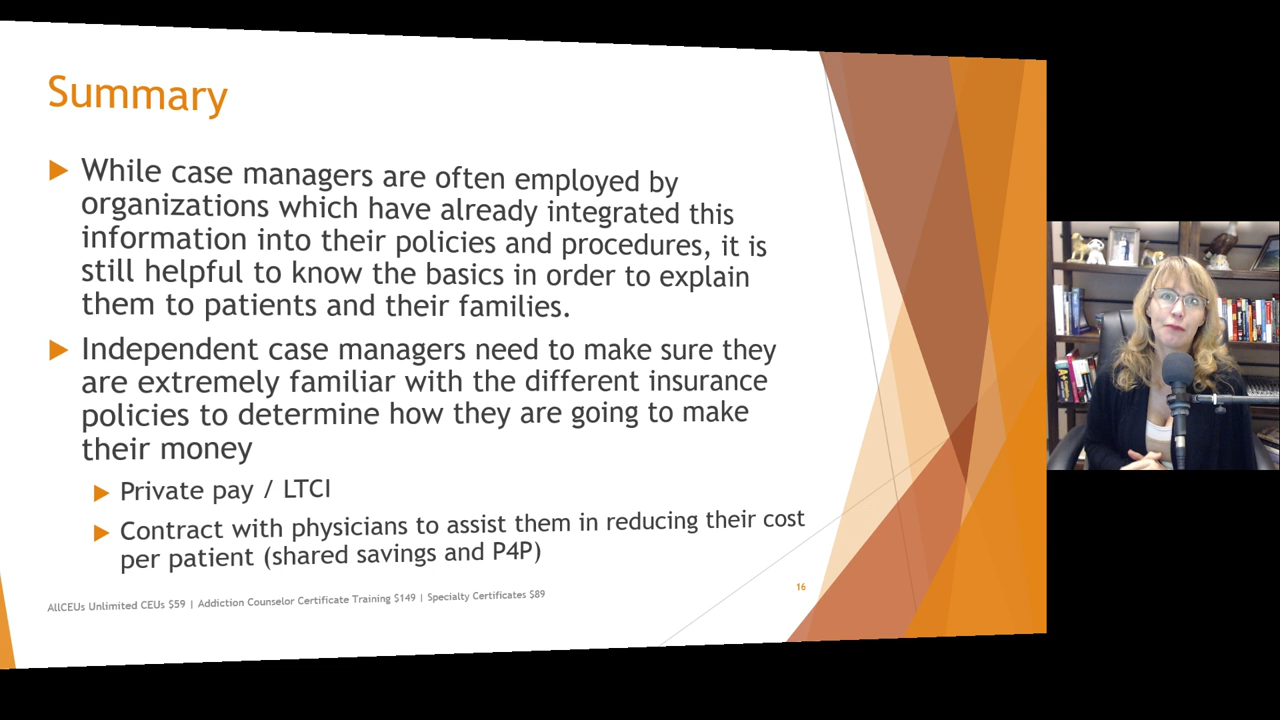 Summary
While case managers are often employed by
organizations which have already integrated this
information into their policies and procedures, it is
still helpful to know the basics in order to explain
them to patients and their families.
Independent case managers need to make sure they
are extremely familiar with the different insurance
policies to determine how they are going to make
their money
Private pay / LTCI
Contract with physicians to assist them in reducing their cost
per patient (shared savings and P4P)
AllCEUs Unlimited CEUs $59 | Addiction Counselor Certificate Training $149 | Specialty Certificates $89
16